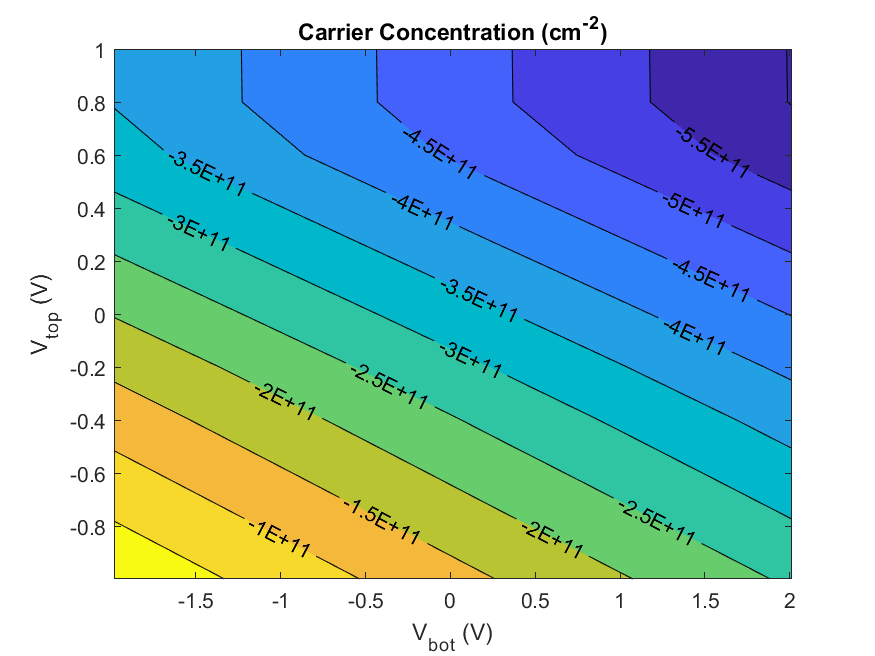 Carrier Concentration (cm-2)
1
0.8
0.6
0.4
0.2
0
-0.2
-0.4
-0.6
-0.8
Vtop (V)
-4.5E+11
-5.5E+11
-3.5E+11
-4E+11
-5E+11
-3E+11
-4.5E+11
-3.5E+11
-4E+11
-3E+11
-2.5E+11
-2E+11
-1.5E+11
-2.5E+11
-1E+11
-2E+11
-1.5
-1
-0.5
0
0.5
1
1.5
2
Vbot (V)